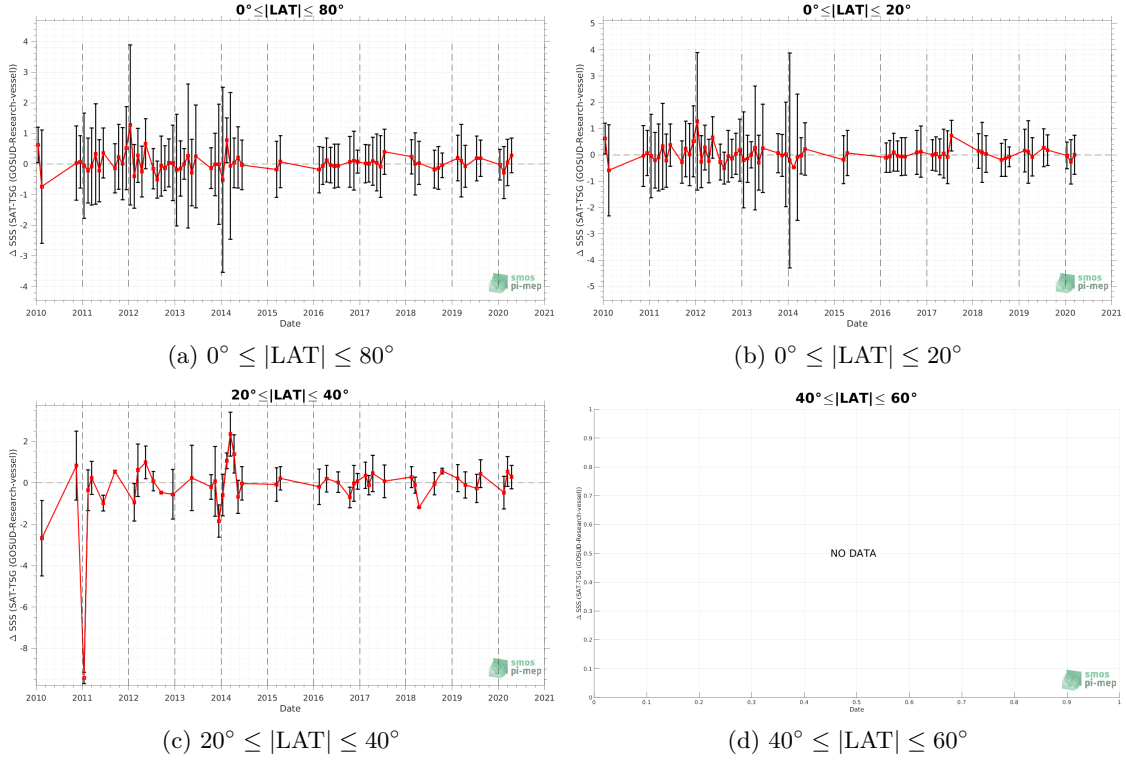 0°≤|LAT|≤ 80°
Δ SSS (SAT-TSG (GOSUD-Research-vessel))
4
3
2
1
0
-1
-2
-3
-4
2010 2011 2012 2013 2014 2015 2016 2017 2018 2019 2020 2021
Date
smos
pi-mep
(a) 0° ≤ |LAT| ≤ 80°
0°≤|LAT|≤ 20°
Δ SSS (SAT-TSG (GOSUD-Research-vessel))
5
4
3
2
1
0
-1
-2
-3
-4
-5
2010 2011 2012 2013 2014 2015 2016 2017 2018 2019 2020 2021
Date
smos
pi-mep
(b) 0° ≤ |LAT| ≤ 20°
20°≤|LAT|≤ 40°
Δ SSS (SAT-TSG (GOSUD-Research-vessel))
2
0
-2
-4
-6
-8
2010 2011 2012 2013 2014 2015 2016 2017 2018 2019 2020 2021
Date
smos
pi-mep
(c) 20° ≤ |LAT| ≤ 40°
40°≤|LAT|≤ 60°
Δ SSS (SAT-TSG (GOSUD-Research-vessel))
1
0.9
0.8
0.7
0.6
0.5
0.4
0.3
0.2
0.1
0
NO DATA
0 0.1 0.2 0.3 0.4 0.5 0.6 0.7 0.8 0.9 1
Date
smos
pi-mep
(d) 40° ≤ |LAT| ≤ 60°